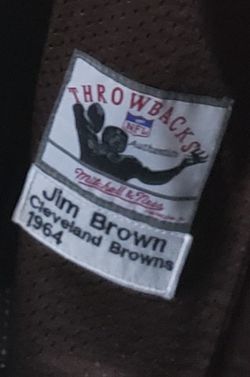 THROWBACKS
NFL
Authentic
Mitchell & Ness
Jim Brown
Cleveland Browns
1964